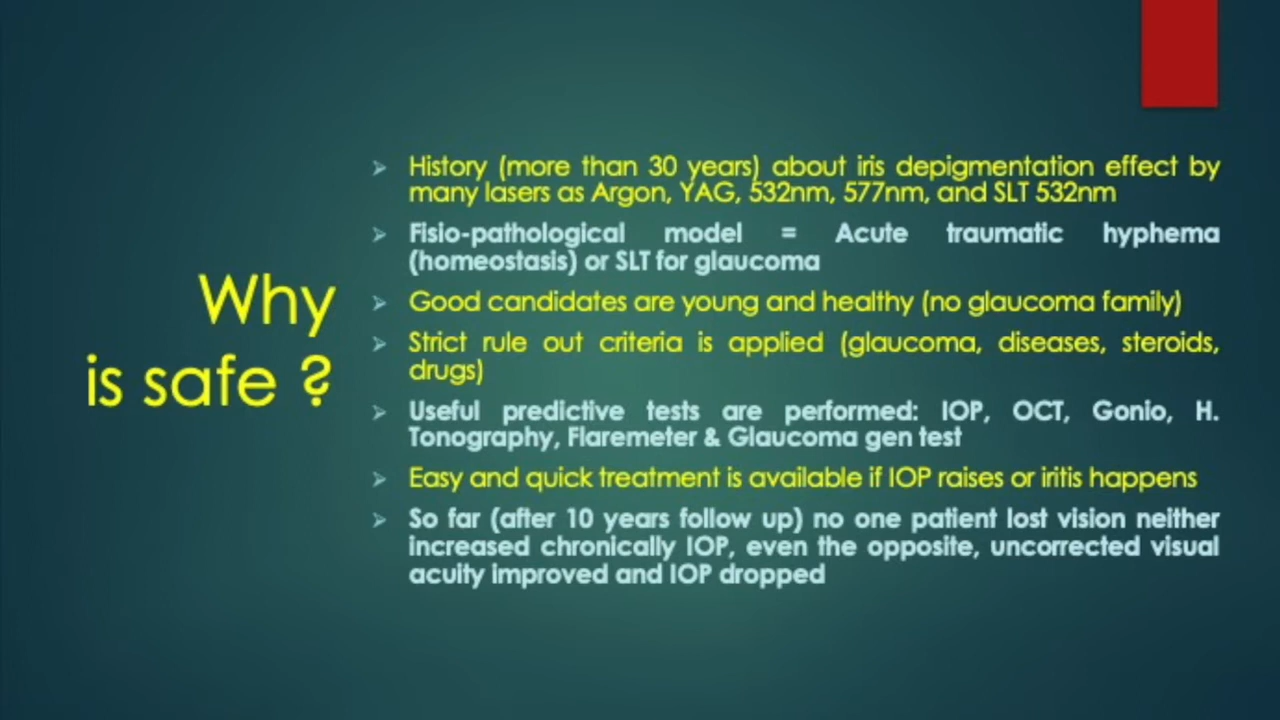 Why
is safe ?
History (more than 30 years) about iris depigmentation effect by
many lasers as Argon, YAG, 532nm, 577nm, and SLT 532nm
Fisio-pathological model = Acute traumatic hyphema
(homeostasis) or SLT for glaucoma
Good candidates are young and healthy (no glaucoma family)
Strict rule out criteria is applied (glaucoma, diseases, steroids,
drugs)
Useful predictive tests are performed: IOP, OCT, Gonio, H.
Tonography, Flaremeter & Glaucoma gen test
Easy and quick treatment is available if IOP raises or iritis happens
So far (after 10 years follow up) no one patient lost vision neither
increased chronically IOP, even the opposite, uncorrected visual
acuity improved and IOP dropped